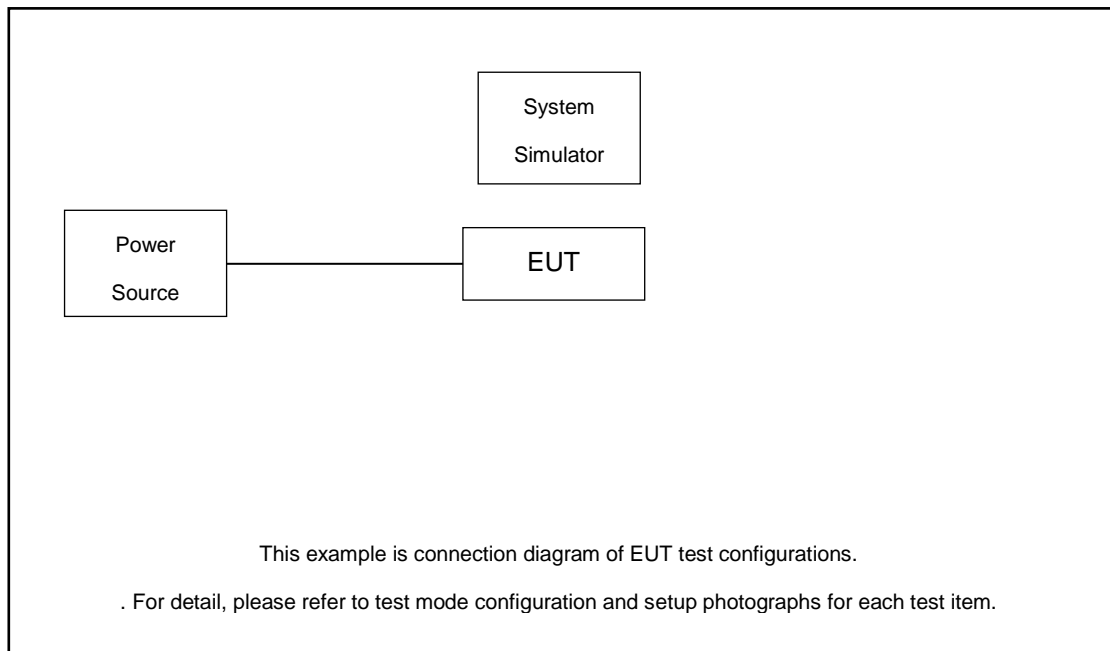 System
Simulator
Power
Source
EUT
This example is connection diagram of EUT test configurations.
. For detail, please refer to test mode configuration and setup photographs for each test item.